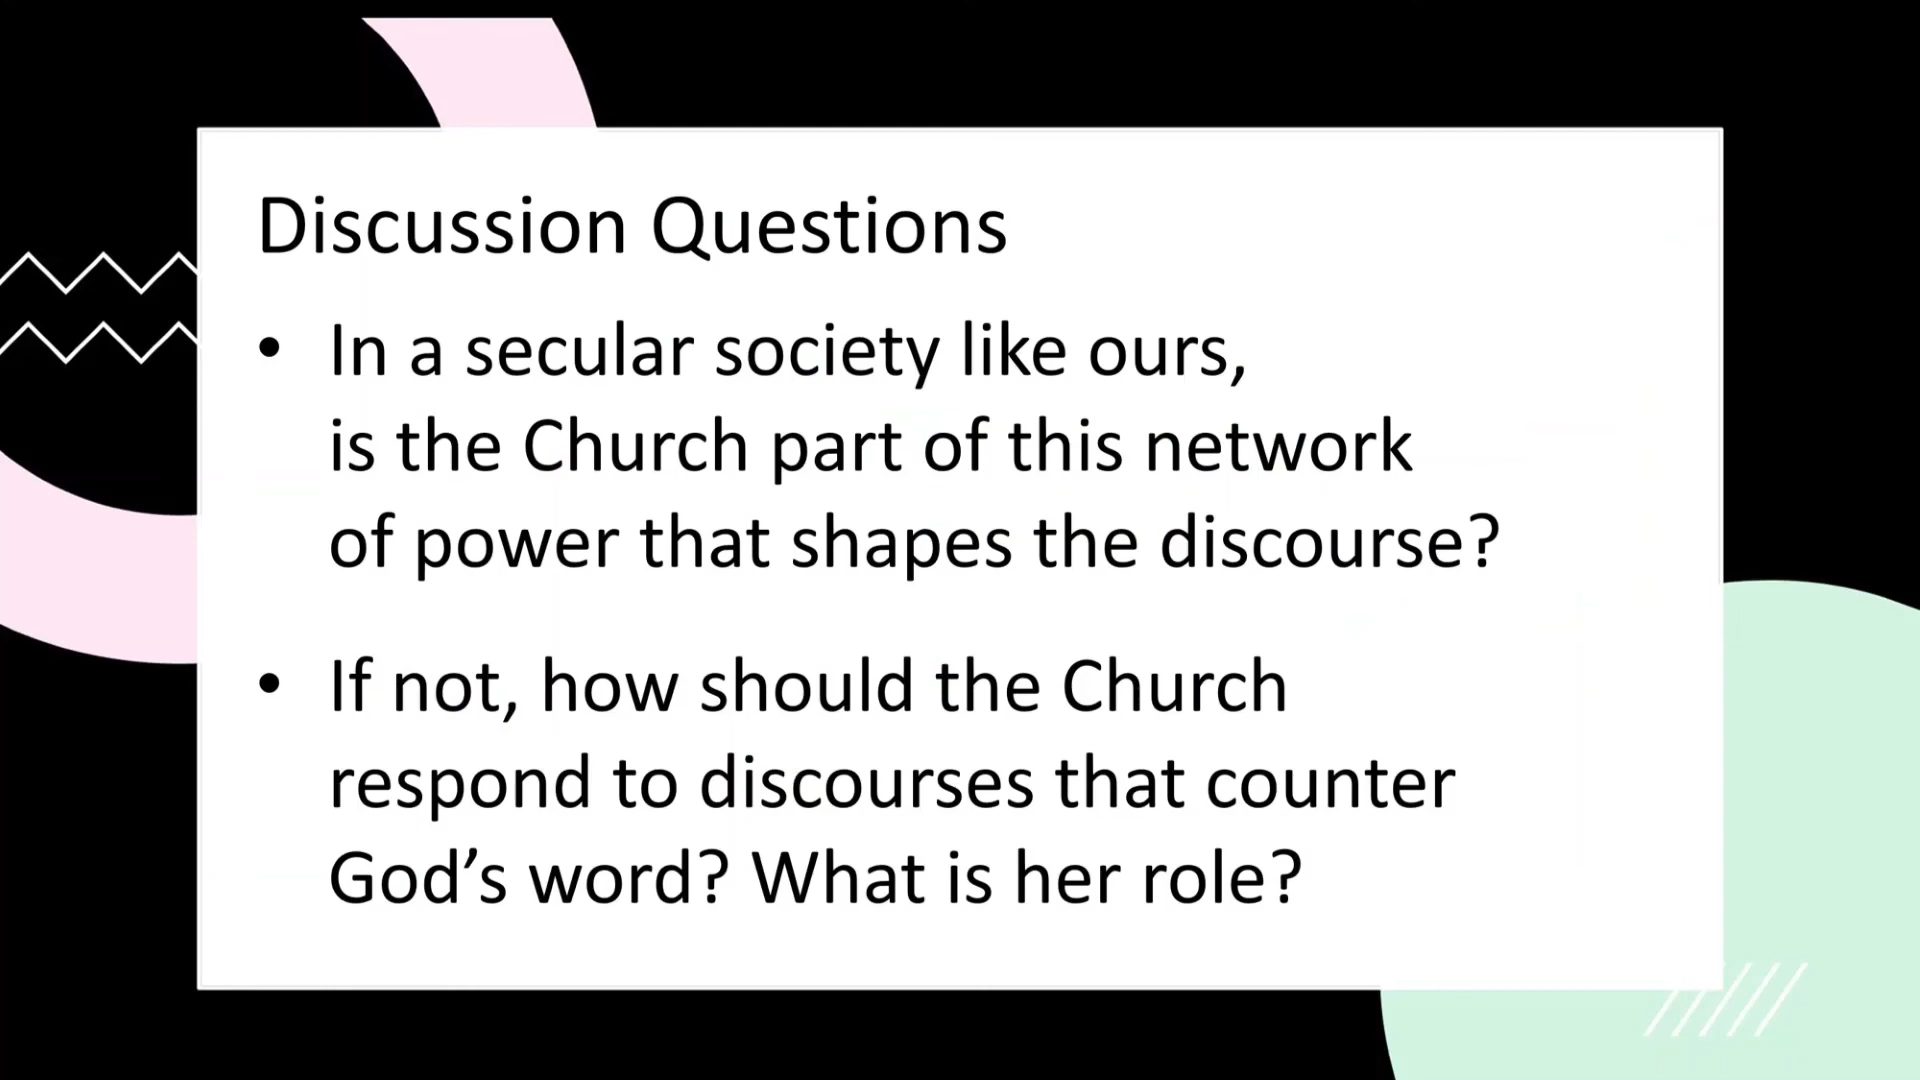 Discussion Questions
• In a secular society like ours,
is the Church part of this network
of power that shapes the discourse?
• If not, how should the Church
respond to discourses that counter
God’s word? What is her role?